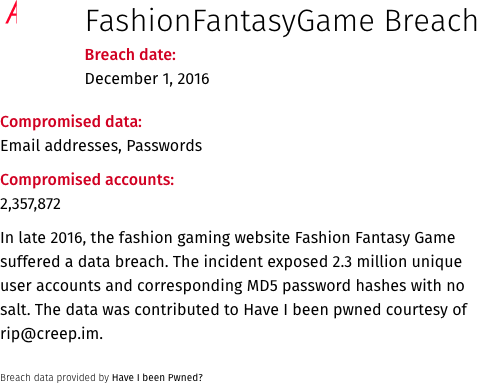 FashionFantasyGame Breach
Breach date:
December 1, 2016
Compromised data:
Email addresses, Passwords
Compromised accounts:
2,357,872
In late 2016, the fashion gaming website Fashion Fantasy Game
suffered a data breach. The incident exposed 2.3 million unique
user accounts and corresponding MD5 password hashes with no
salt. The data was contributed to Have I been pwned courtesy of
rip@creep.im.
Breach data provided by Have I been Pwned?